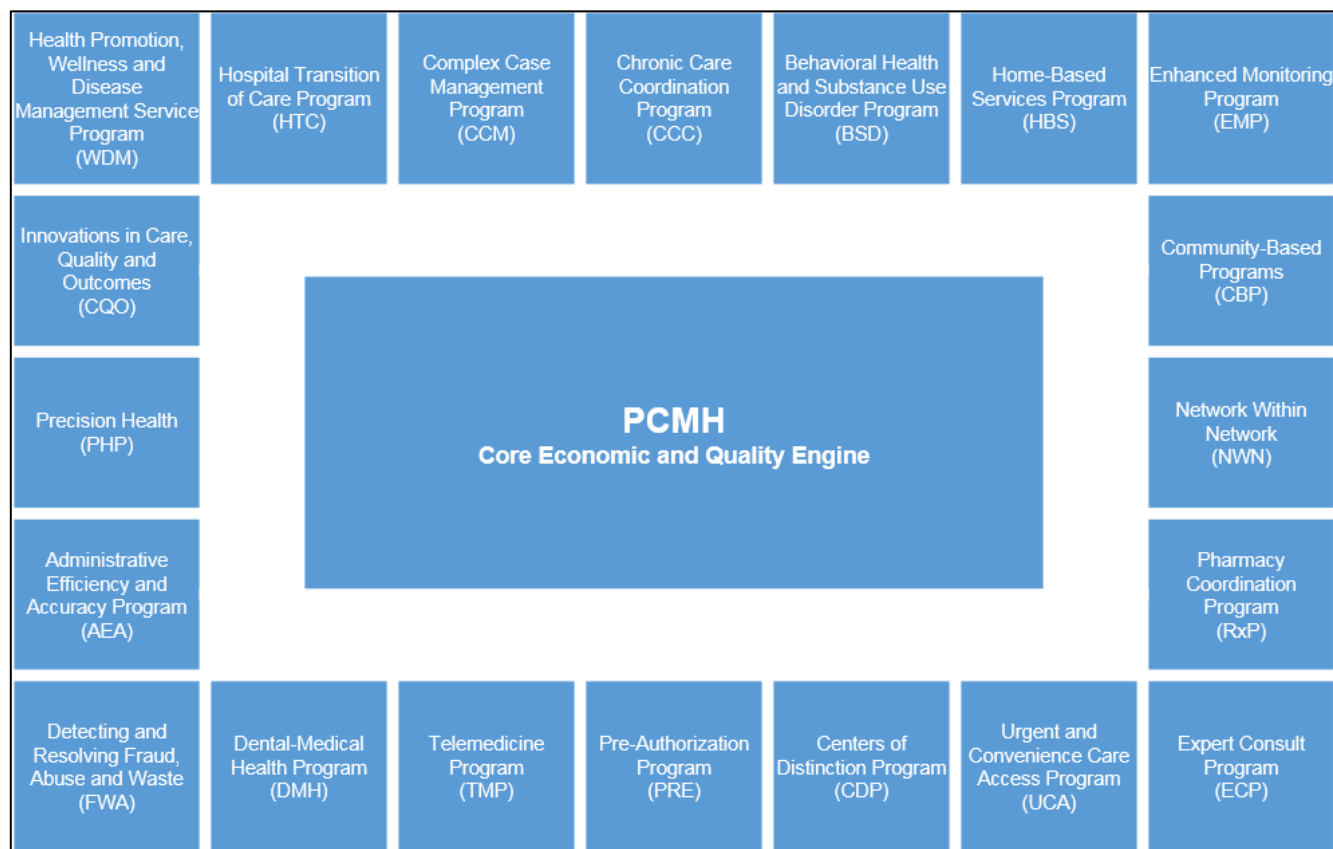 Health Promotion,
Wellness and
Disease
Management Service
Program
(WDM)
Hospital Transition
of Care Program
(HTC)
Complex Case
Management
Program
(CCM)
Chronic Care
Coordination
Program
(CCC)
Behavioral Health
and Substance Use
Disorder Program
(BSD)
Home-Based
Services Program
(HBS)
Enhanced Monitoring
Program
(EMP)
Innovations in Care,
Quality and
Outcomes
(CQO)
Community-Based
Programs
(CBP)
Precision Health
(PHP)
PCMH
Core Economic and Quality Engine
Network Within
Network
(NWN)
Administrative
Efficiency and
Accuracy Program
(AEA)
Pharmacy
Coordination
Program
(RxP)
Detecting and
Resolving Fraud,
Abuse and Waste
(FWA)
Dental-Medical
Health Program
(DMH)
Telemedicine
Program
(TMP)
Pre-Authorization
Program
(PRE)
Centers of
Distinction Program
(CDP)
Urgent and
Convenience Care
Access Program
(UCA)
Expert Consult
Program
(ECP)